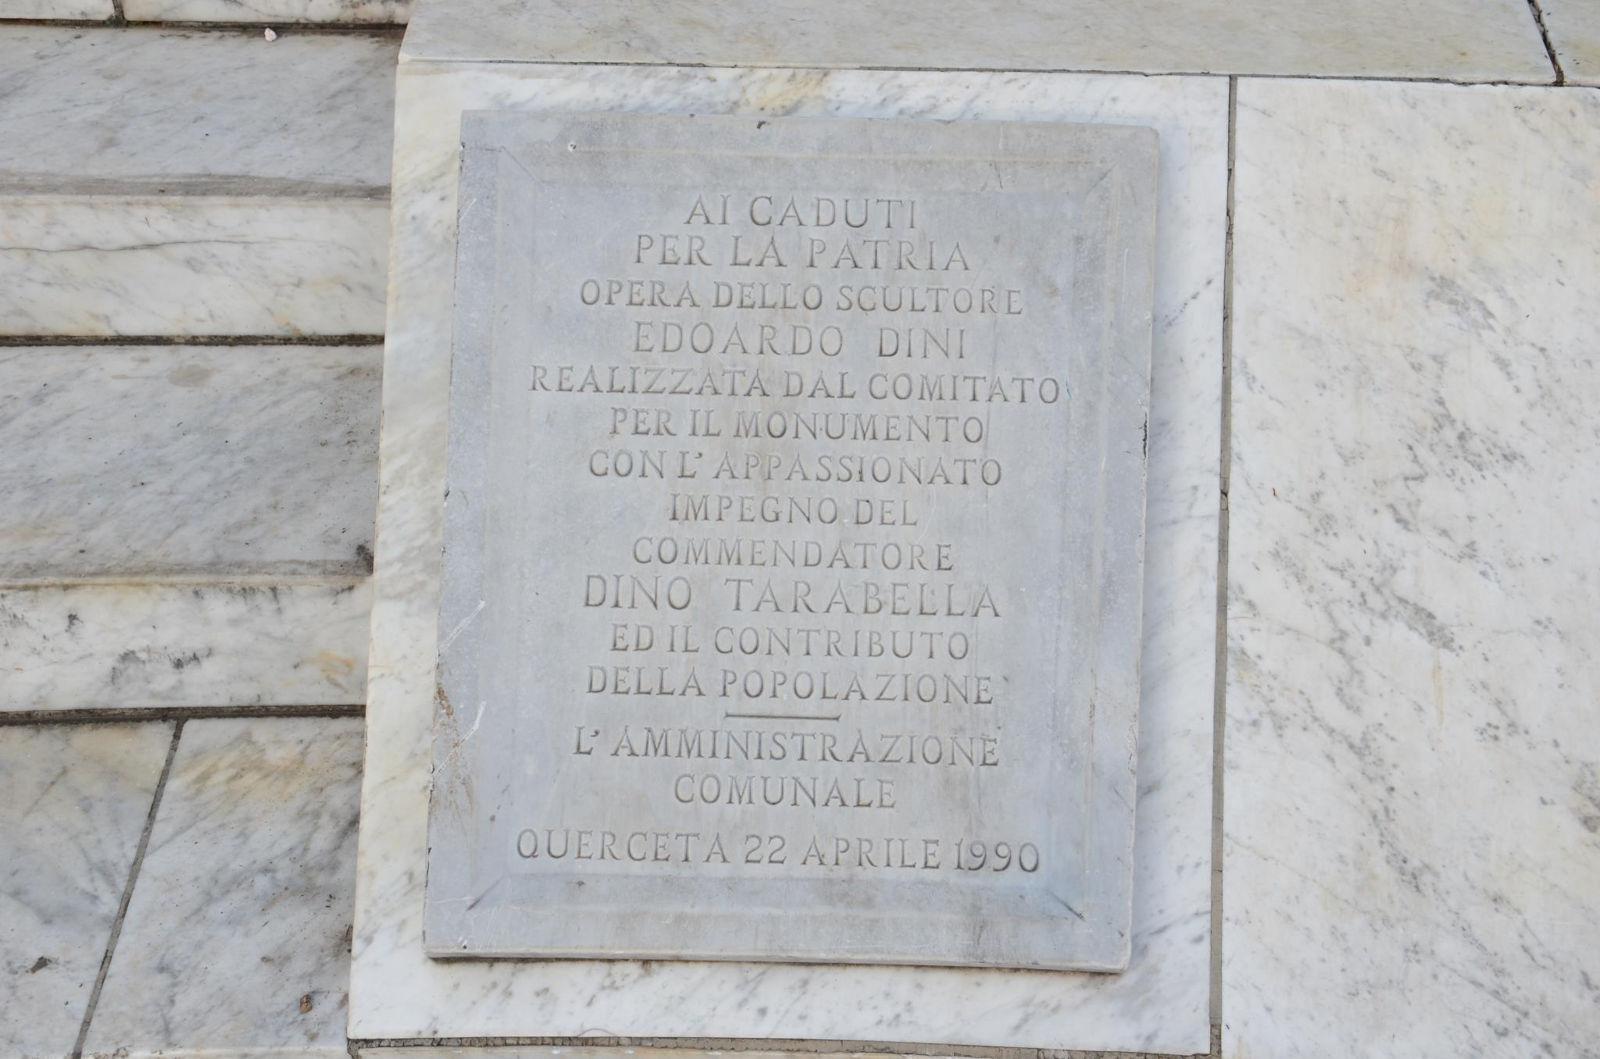 AI CADUTI
PER LA PATRIA
OPERA DELLO SCULTORE
EDOARDO DINI
REALIZZATA DAL COMITATO
PER IL MONUMENTO
CON L'APPASSIONATO
IMPEGNO DEL
COMMENDATORE
DINO TARABELLA
ED IL CONTRIBUTO
DELLA POPOLAZIONE
L'AMMINISTRAZIONE
COMUNALE
QUERCETA 22 APRILE 1990